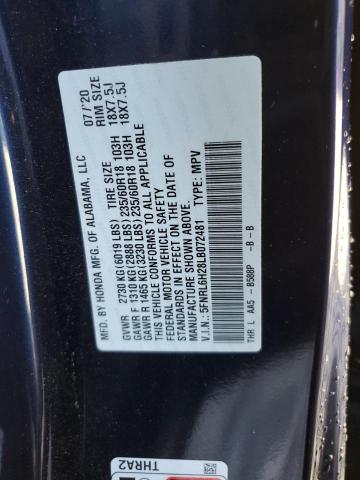 MFD. BY HONDA MFG. OF ALABAMA, LLC 07/'20
TIRE SIZE RIM SIZE
GVWR 2730 KG(6019 LBS)
GAWR F 1310 KG(2888 LBS) 235/60R18 103H 18X7.5J
GAWR R 1465 KG(3230 LBS) 235/60R18 103H 18X7.5J
THIS VEHICLE CONFORMS TO ALL APPLICABLE
FEDERAL MOTOR VEHICLE SAFETY
STANDARDS IN EFFECT ON THE DATE OF
MANUFACTURE SHOWN ABOVE.
V.I.N.: 5FNRL6H28LB072481 TYPE: MPV
THR L AA5 - B588P -B -B
THRA2